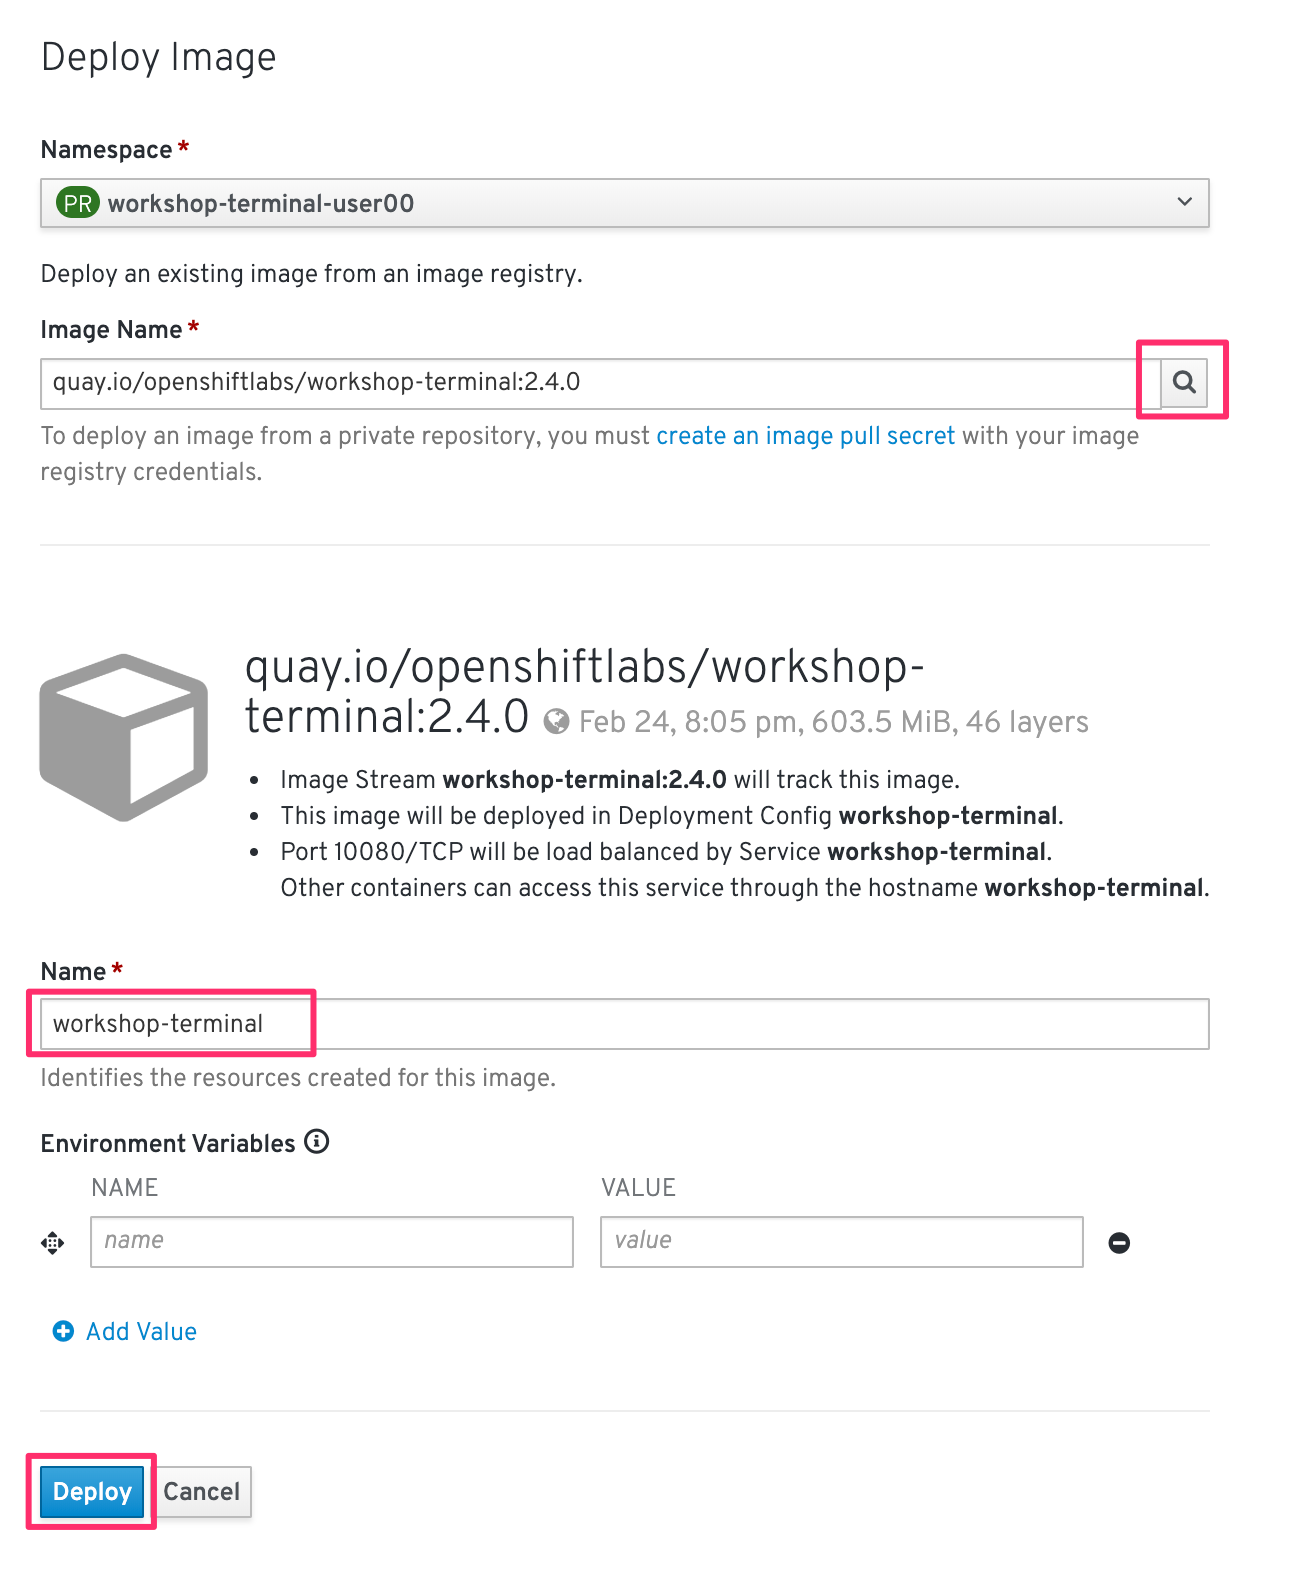 Deploy Image
Namespace *
PR workshop-terminal-user00
Deploy an existing image from an image registry.
Image Name *
quay.io/openshiftlabs/workshop-terminal:2.4.0
To deploy an image from a private repository, you must create an image pull secret with your image
registry credentials.
quay.io/openshiftlabs/workshop-
terminal:2.4.0 Feb 24, 8:05 pm, 603.5 MiB, 46 layers
• Image Stream workshop-terminal:2.4.0 will track this image.
• This image will be deployed in Deployment Config workshop-terminal.
• Port 10080/TCP will be load balanced by Service workshop-terminal.
Other containers can access this service through the hostname workshop-terminal.
Name *
workshop-terminal
Identifies the resources created for this image.
Environment Variables
NAME VALUE
name value
Add Value
Deploy Cancel